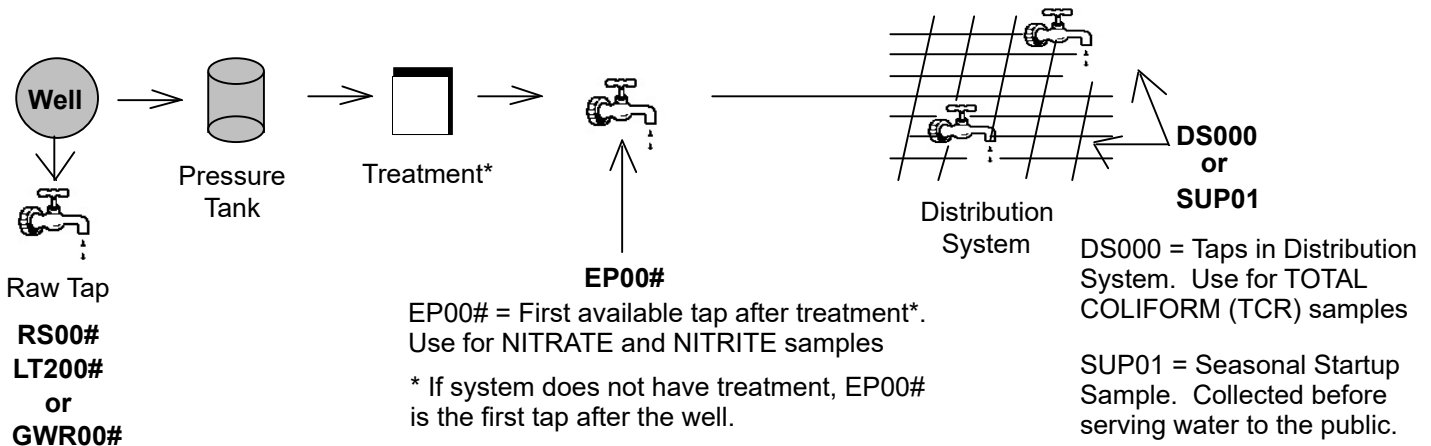 Well
Raw Tap
RS00#
LT200#
or
GWR00#
Pressure
Tank
Treatment*
EP00#
EP00# = First available tap after treatment*.
Use for NITRATE and NITRITE samples
* If system does not have treatment, EP00#
is the first tap after the well.
Distribution
System
DS000
or
SUP01
DS000 = Taps in Distribution
System. Use for TOTAL
COLIFORM (TCR) samples
SUP01 = Seasonal Startup
Sample. Collected before
serving water to the public.